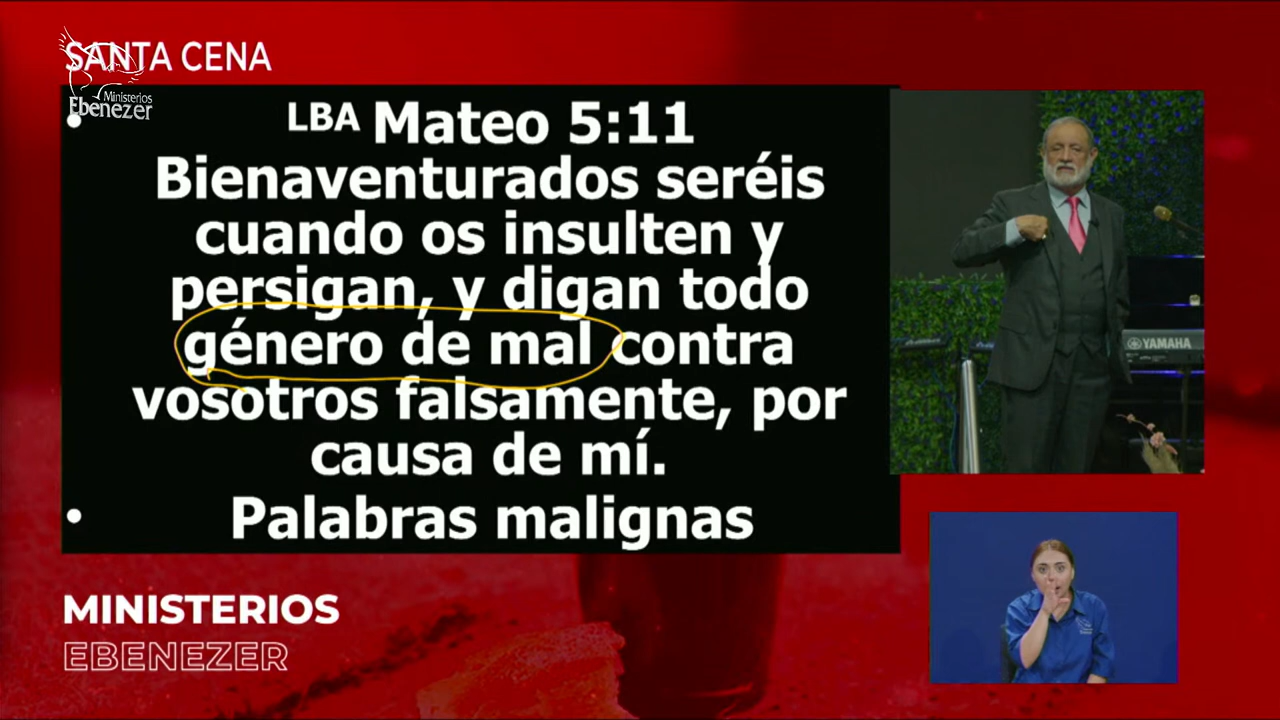 SANTA CENA
Ministerios
Ebenezer
• LBA Mateo 5:11
Bienaventurados seréis
cuando os insulten y
persigan, y digan todo
género de mal contra
vosotros falsamente, por
causa de mí.
• Palabras malignas
YAMAHA
MINISTERIOS
EBENEZER